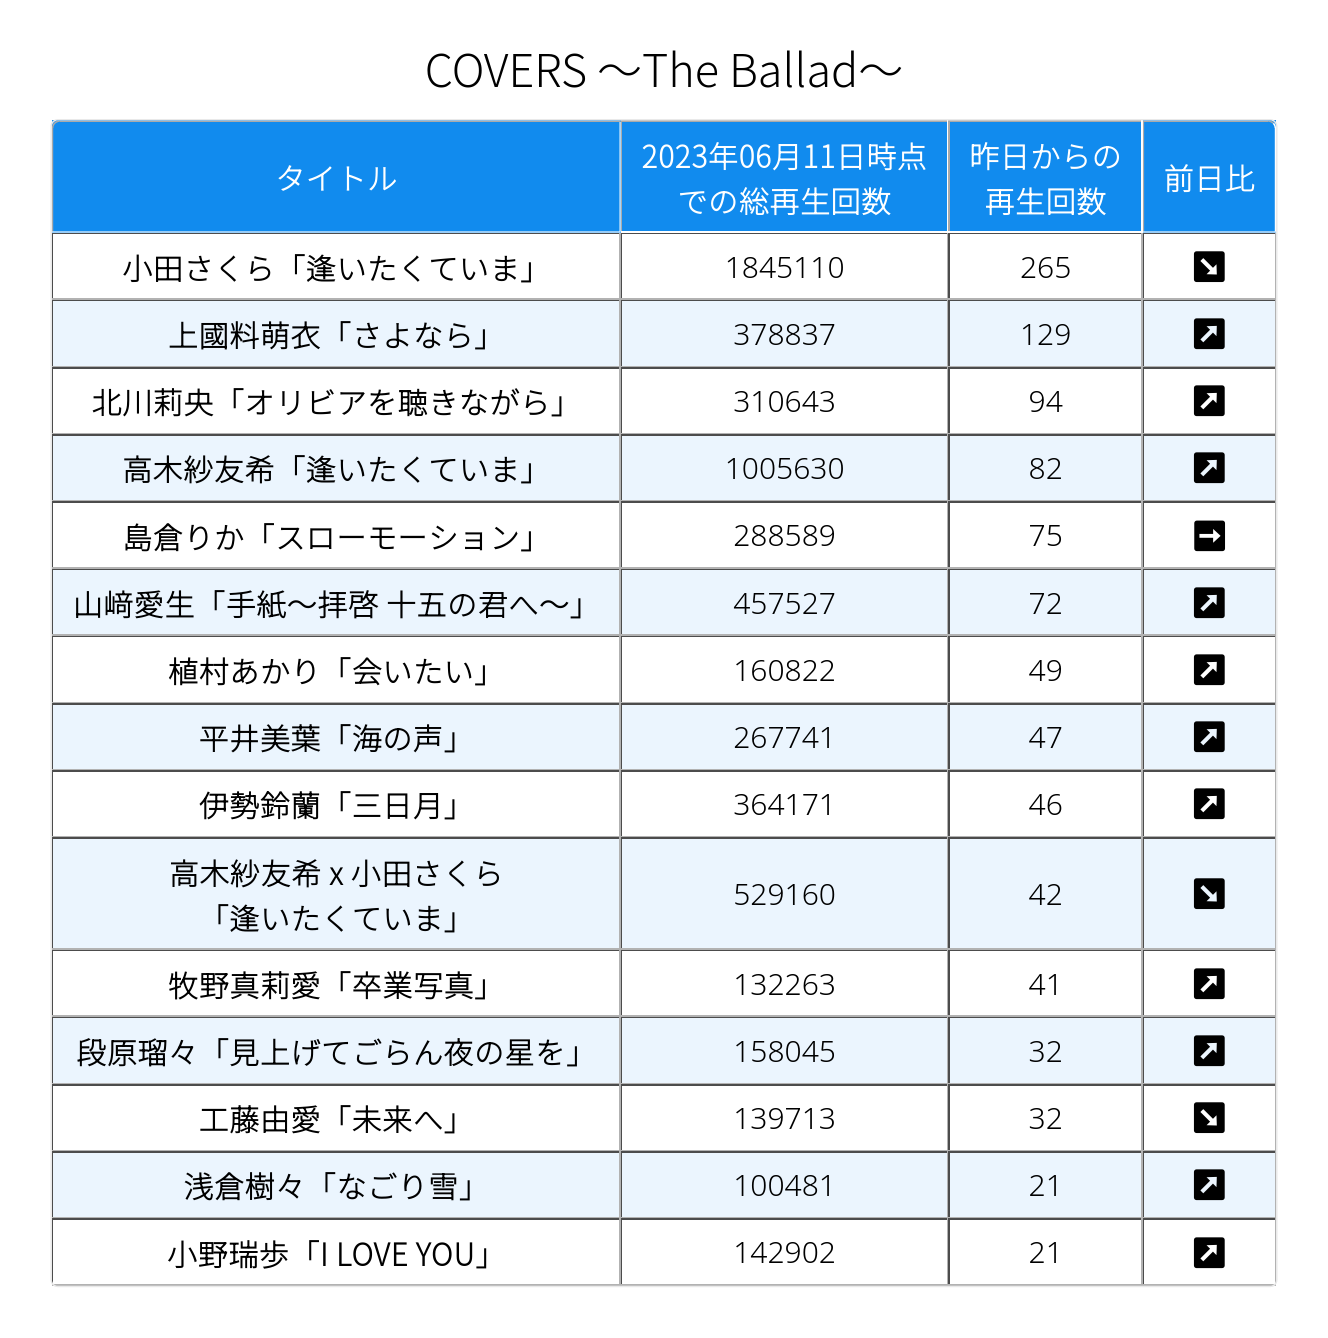 COVERS ～The Ballad～
タイトル
2023年06月11日時点
での総再生回数
昨日からの
再生回数
前日比
小田さくら「逢いたくていま」 1845110 265 ↘
上國料萌衣「さよなら」 378837 129 ↗
北川莉央「オリビアを聴きながら」 310643 94 ↗
高木紗友希「逢いたくていま」 1005630 82 ↗
島倉りか「スローモーション」 288589 75 →
山﨑愛生「手紙～拝啓 十五の君へ～」 457527 72 ↗
植村あかり「会いたい」 160822 49 ↗
平井美葉「海の声」 267741 47 ↗
伊勢鈴蘭「三日月」 364171 46 ↗
高木紗友希 x 小田さくら
「逢いたくていま」 529160 42 ↘
牧野真莉愛「卒業写真」 132263 41 ↗
段原瑠々「見上げてごらん夜の星を」 158045 32 ↗
工藤由愛「未来へ」 139713 32 ↘
浅倉樹々「なごり雪」 100481 21 ↗
小野瑞歩「I LOVE YOU」 142902 21 ↗